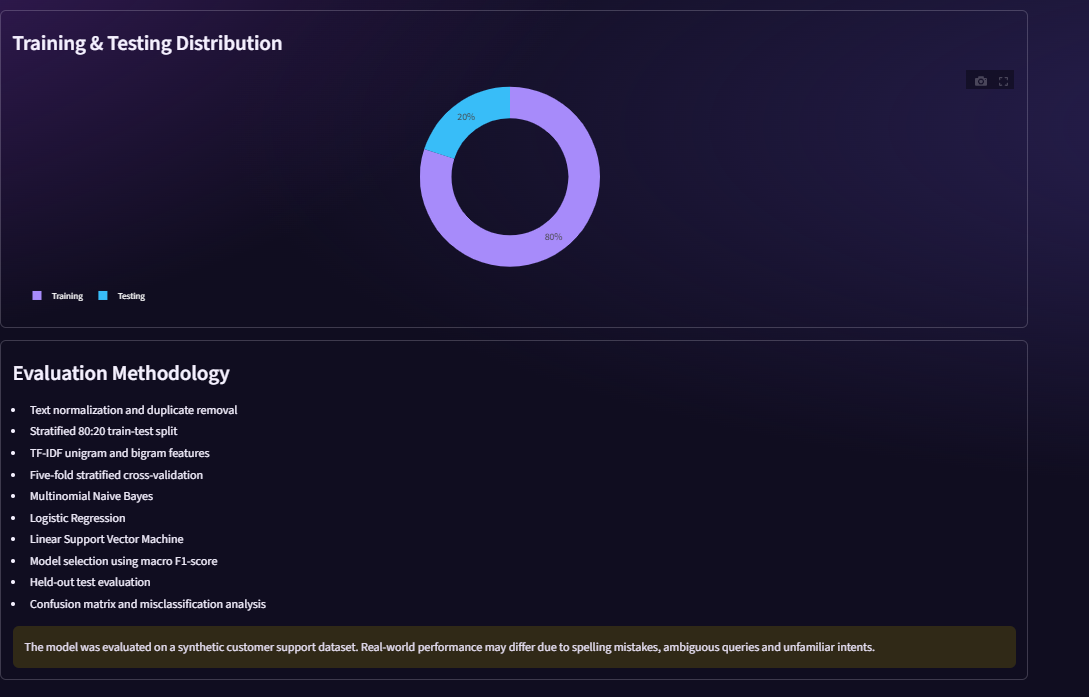 Training & Testing Distribution
20%
80%
Training
Testing
Evaluation Methodology
Text normalization and duplicate removal
Stratified 80:20 train-test split
TF-IDF unigram and bigram features
Five-fold stratified cross-validation
Multinomial Naive Bayes
Logistic Regression
Linear Support Vector Machine
Model selection using macro F1-score
Held-out test evaluation
Confusion matrix and misclassification analysis
The model was evaluated on a synthetic customer support dataset. Real-world performance may differ due to spelling mistakes, ambiguous queries and unfamiliar intents.